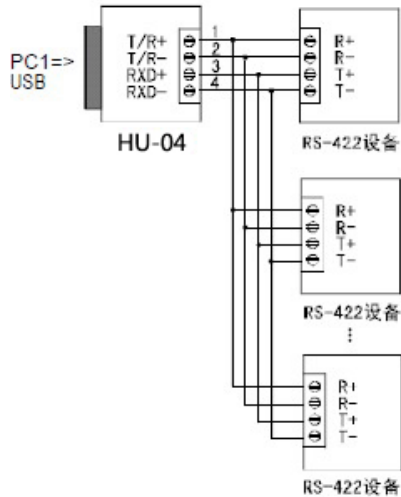 PC1=>
USB
T/R+
T/R-
RXD+
RXD-
1
2
3
4
HU-04
R+
R-
T+
T-
RS-422设备
R+
R-
T+
T-
RS-422设备
⋮
R+
R-
T+
T-
RS-422设备